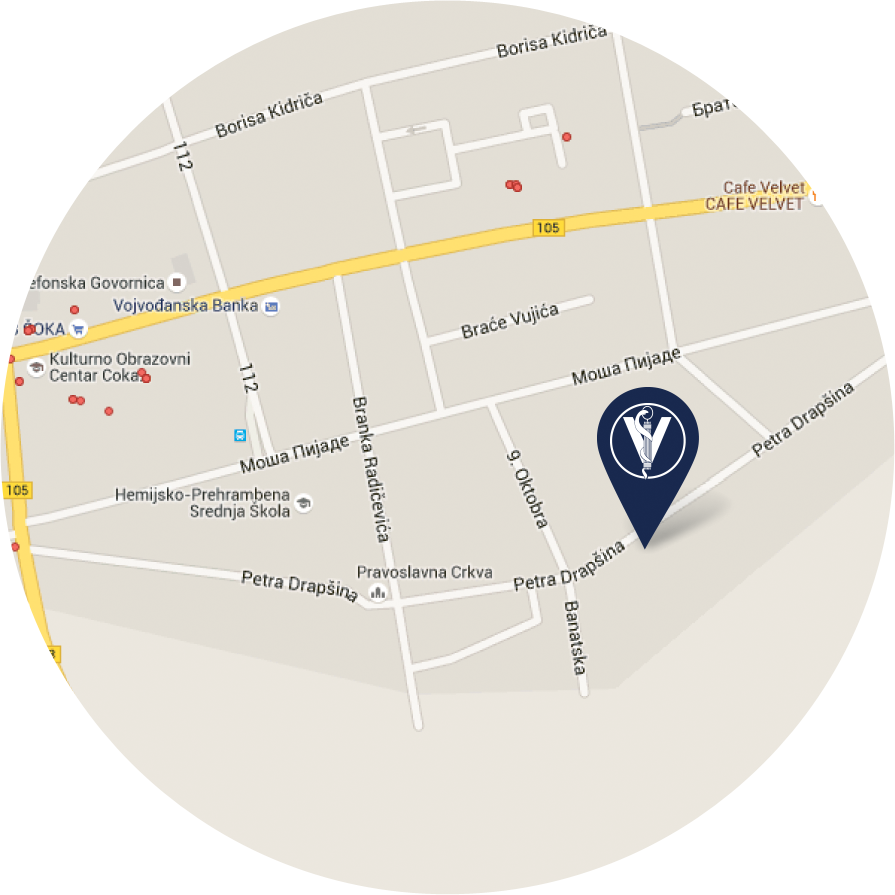 Borisa Kidriča
Borisa Kidriča
112
Cafe Velvet
CAFE VELVET
105
efonska Govornica
Vojvođanska Banka
Braće Vujića
ČOKA
Kulturno Obrazovni
Centar Coka
112
Моша Пијаде
Petra Drapšina
Branka Radičevića
Моша Пијаде
V
9. Oktobra
105
Hemijsko-Prehrambena
Srednja Škola
Petra Drapšina
Pravoslavna Crkva
Petra Drapšina
Banatska